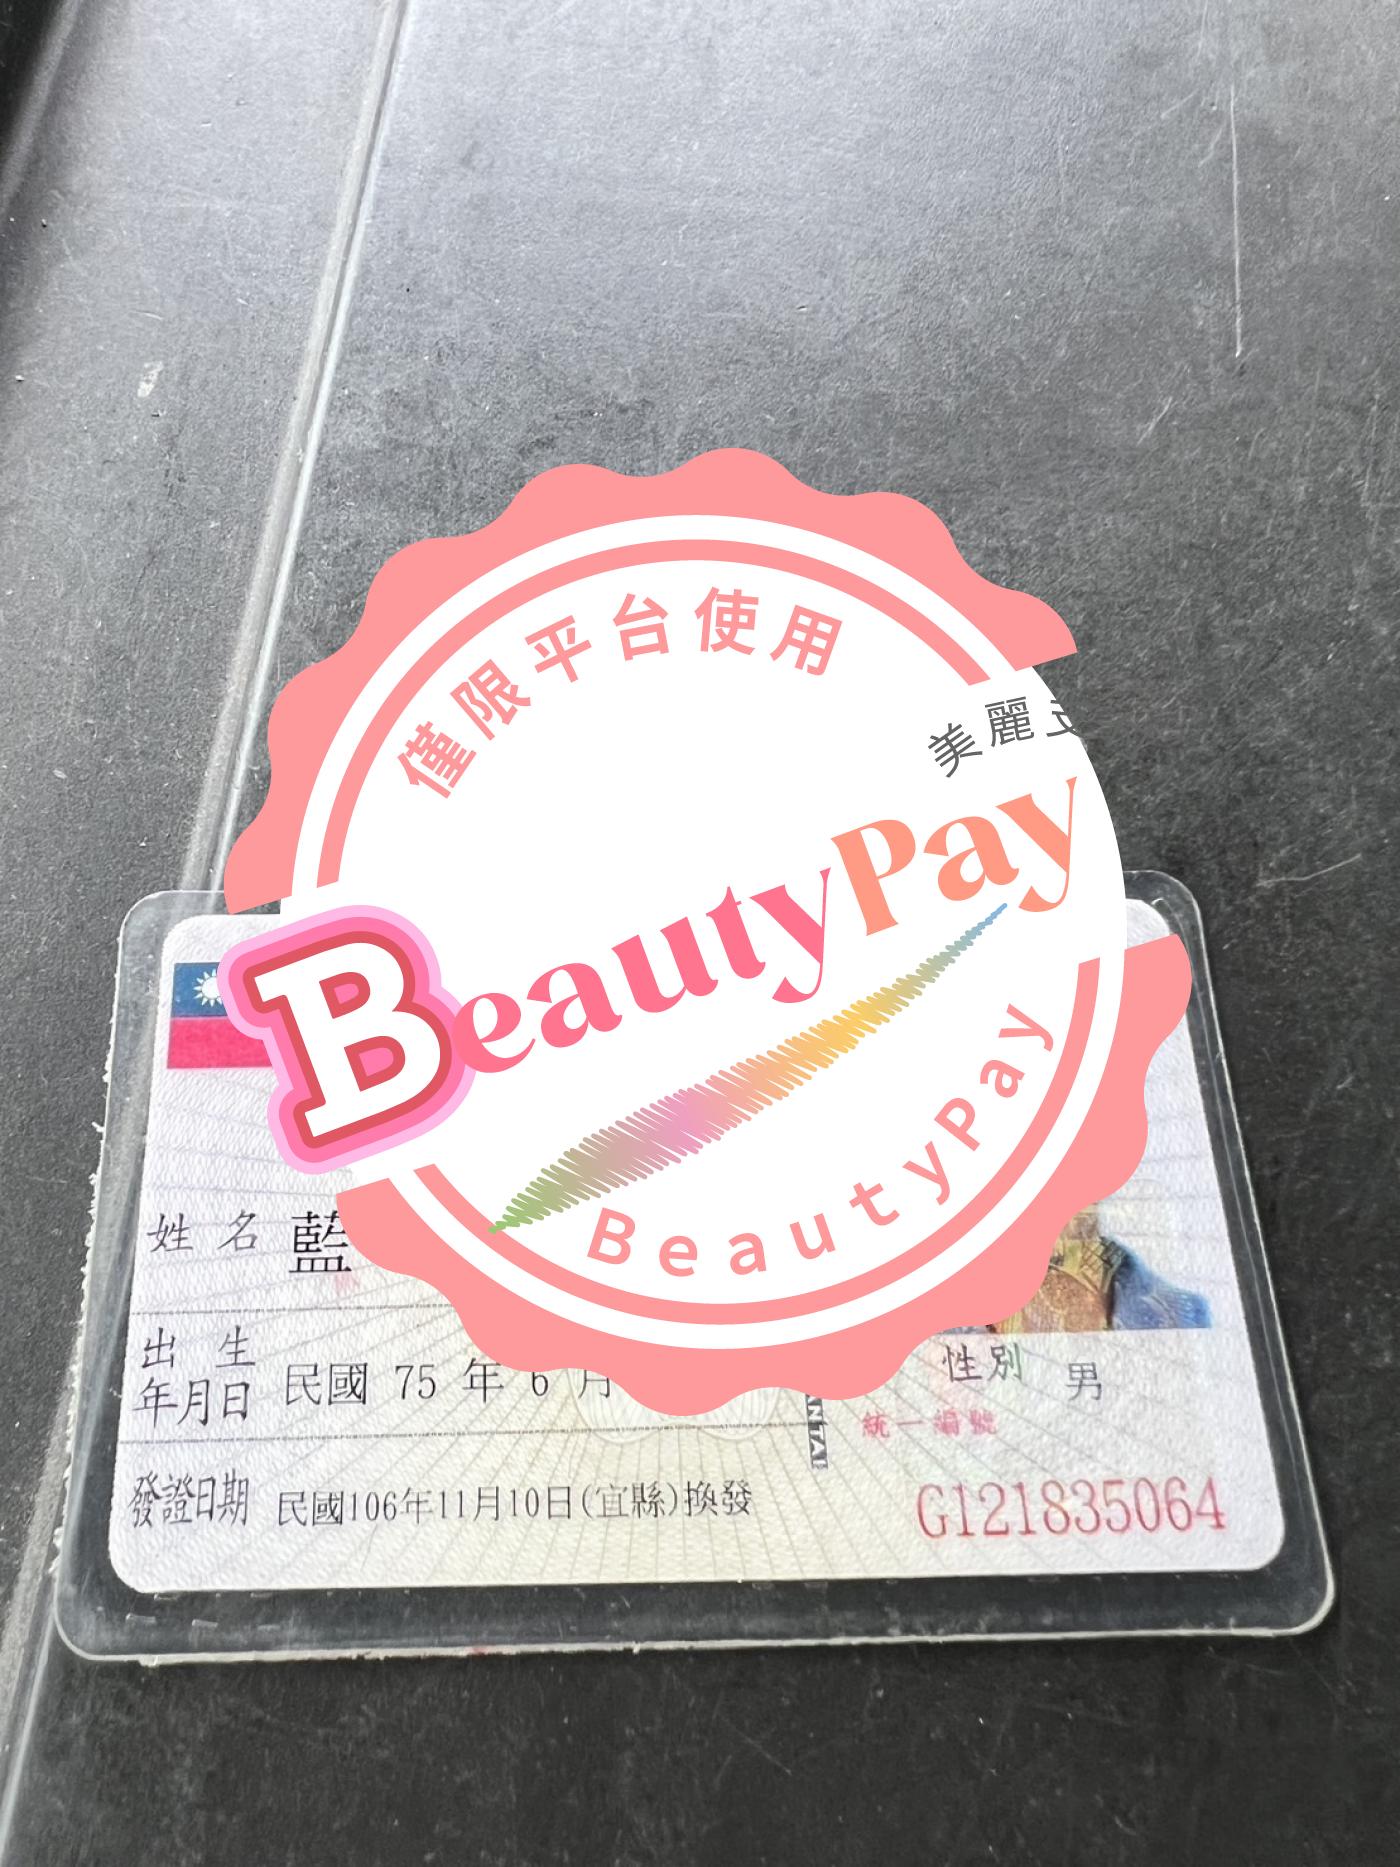 僅限平台使用
美麗
BeautyPay
BeautyPay
姓名 藍
出生年月日 民國 75 年 6 月
性別 男
統一編號
發證日期 民國106年11月10日(宜縣)換發
G121835064